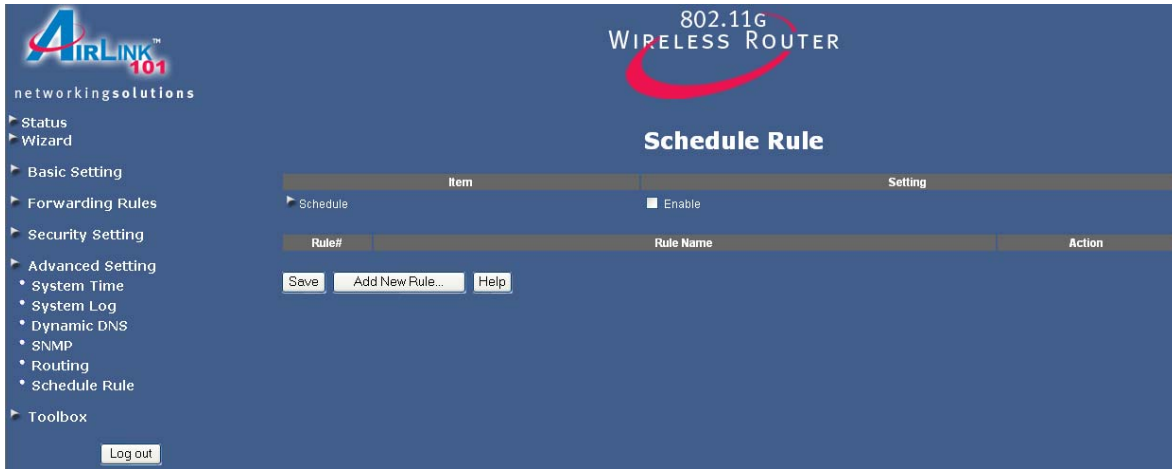 AIRLINK™
101
networkingsolutions
802.11G
WIRELESS ROUTER
Status
Wizard
Basic Setting
Forwarding Rules
Security Setting
Advanced Setting
System Time
System Log
Dynamic DNS
SNMP
Routing
Schedule Rule
Toolbox
Log out
Schedule Rule
Item Setting
Schedule Enable
Rule# Rule Name Action
Save Add New Rule... Help